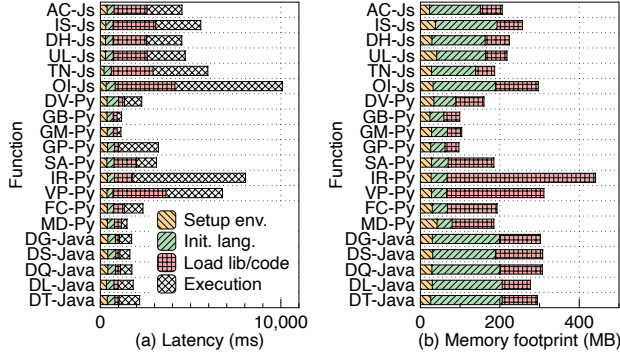 Function
AC-Js
IS-Js
DH-Js
UL-Js
TN-Js
OI-Js
DV-Py
GB-Py
GM-Py
GP-Py
SA-Py
IR-Py
VP-Py
FC-Py
MD-Py
DG-Java
DS-Java
DQ-Java
DL-Java
DT-Java
Setup env.
Init. lang.
Load lib/code
Execution
0 10,000
(a) Latency (ms)
Function
AC-Js
IS-Js
DH-Js
UL-Js
TN-Js
OI-Js
DV-Py
GB-Py
GM-Py
GP-Py
SA-Py
IR-Py
VP-Py
FC-Py
MD-Py
DG-Java
DS-Java
DQ-Java
DL-Java
DT-Java
0 200 400
(b) Memory footprint (MB)